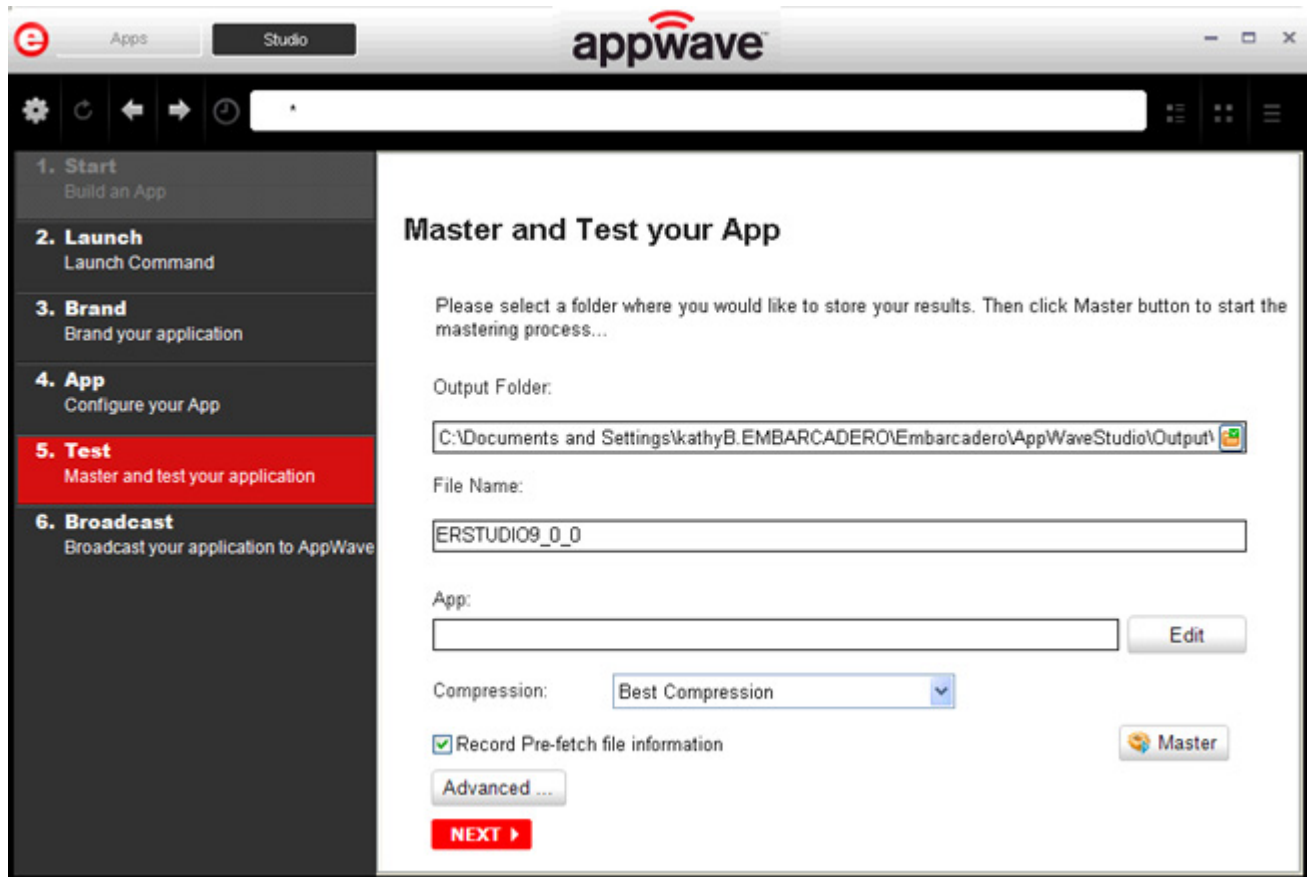 Apps
Studio
appwave
*
1. Start
Build an App
2. Launch
Launch Command
3. Brand
Brand your application
4. App
Configure your App
5. Test
Master and test your application
6. Broadcast
Broadcast your application to AppWave
Master and Test your App
Please select a folder where you would like to store your results. Then click Master button to start the
mastering process...
Output Folder:
C:\Documents and Settings\kathyB.EMBARCADERO\Embarcadero\AppWaveStudio\Output\
File Name:
ERSTUDIO9_0_0
App:
Edit
Compression:
Best Compression
Record Pre-fetch file information
Master
Advanced ...
NEXT